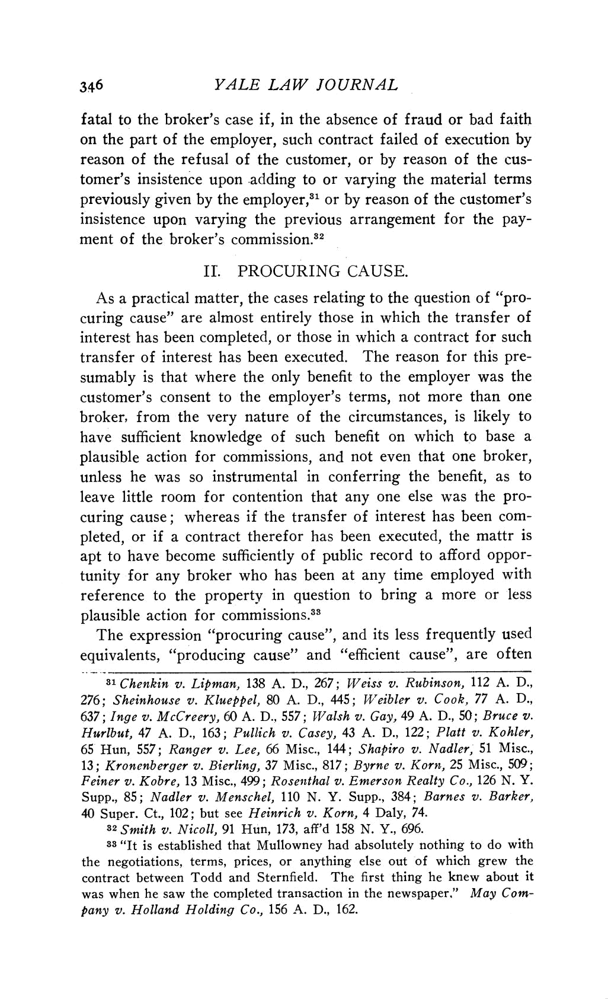 346 YALE LAW JOURNAL
fatal to the broker's case if, in the absence of fraud or bad faith
on the part of the employer, such contract failed of execution by
reason of the refusal of the customer, or by reason of the cus-
tomer's insistence upon adding to or varying the material terms
previously given by the employer,³¹ or by reason of the customer's
insistence upon varying the previous arrangement for the pay-
ment of the broker's commission.³²
II. PROCURING CAUSE.
As a practical matter, the cases relating to the question of “pro-
curing cause” are almost entirely those in which the transfer of
interest has been completed, or those in which a contract for such
transfer of interest has been executed. The reason for this pre-
sumably is that where the only benefit to the employer was the
customer's consent to the employer's terms, not more than one
broker, from the very nature of the circumstances, is likely to
have sufficient knowledge of such benefit on which to base a
plausible action for commissions, and not even that one broker,
unless he was so instrumental in conferring the benefit, as to
leave little room for contention that any one else was the pro-
curing cause; whereas if the transfer of interest has been com-
pleted, or if a contract therefor has been executed, the mattr is
apt to have become sufficiently of public record to afford oppor-
tunity for any broker who has been at any time employed with
reference to the property in question to bring a more or less
plausible action for commissions.³³
The expression “procuring cause”, and its less frequently used
equivalents, “producing cause” and “efficient cause”, are often
³¹ Chenkin v. Lipman, 138 A. D., 267; Weiss v. Rubinson, 112 A. D.,
276; Sheinhouse v. Klueppel, 80 A. D., 445; Weibler v. Cook, 77 A. D.,
637; Inge v. McCreery, 60 A. D., 557; Walsh v. Gay, 49 A. D., 50; Bruce v.
Hurlbut, 47 A. D., 163; Pullich v. Casey, 43 A. D., 122; Platt v. Kohler,
65 Hun, 557; Ranger v. Lee, 66 Misc., 144; Shapiro v. Nadler, 51 Misc.,
13; Kronenberger v. Bierling, 37 Misc., 817; Byrne v. Korn, 25 Misc., 509;
Feiner v. Kobre, 13 Misc., 499; Rosenthal v. Emerson Realty Co., 126 N. Y.
Supp., 85; Nadler v. Menschel, 110 N. Y. Supp., 384; Barnes v. Barker,
40 Super. Ct., 102; but see Heinrich v. Korn, 4 Daly, 74.
³² Smith v. Nicoll, 91 Hun, 173, aff'd 158 N. Y., 696.
³³ “It is established that Mullowney had absolutely nothing to do with
the negotiations, terms, prices, or anything else out of which grew the
contract between Todd and Sternfield. The first thing he knew about it
was when he saw the completed transaction in the newspaper.” May Com-
pany v. Holland Holding Co., 156 A. D., 162.